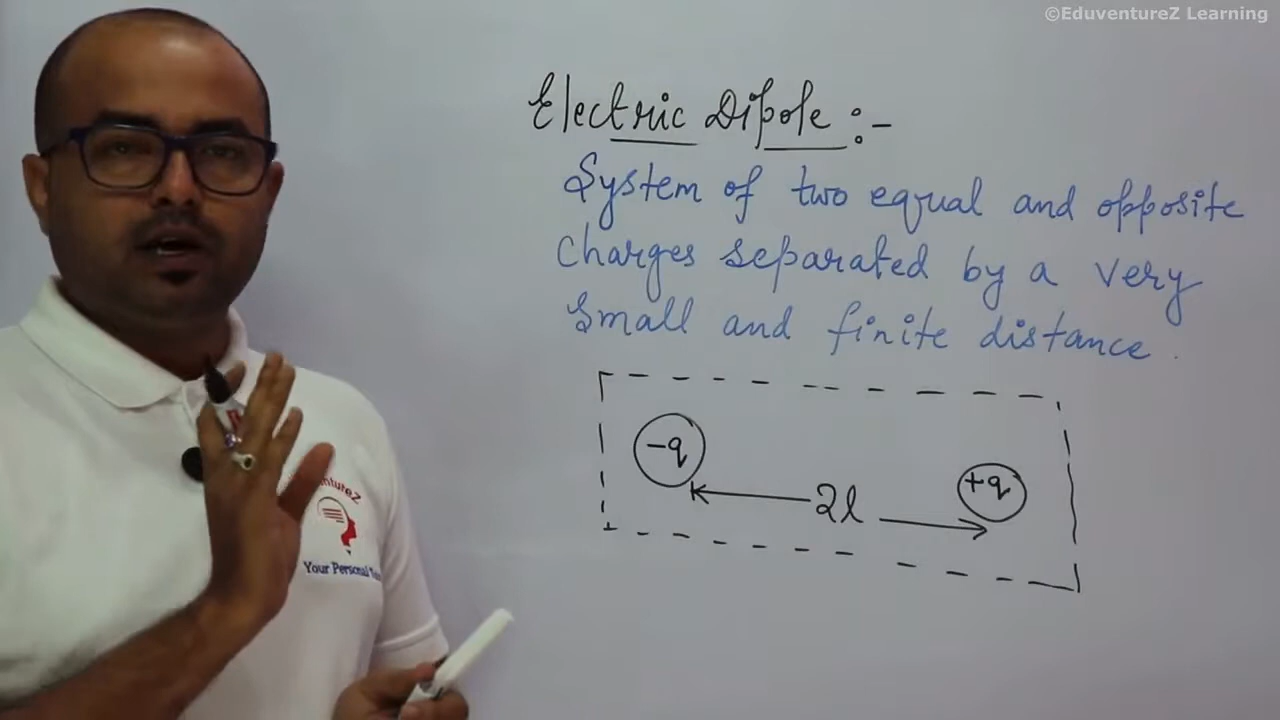 ©EduventureZ Learning
Electric Dipole :-
System of two equal and opposite
charges separated by a very
small and finite distance.
-q
+q
2l
Your Personal